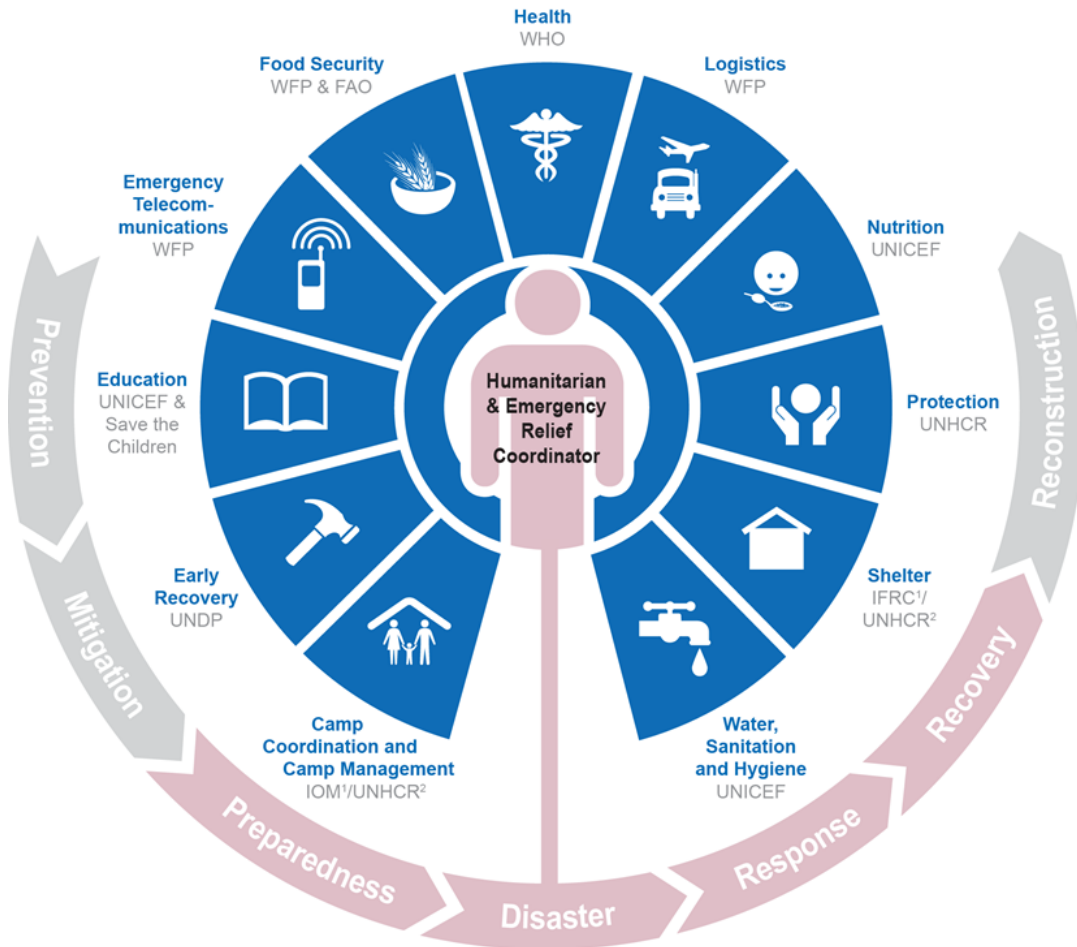 Health
WHO
Food Security
WFP & FAO
Logistics
WFP
Emergency
Telecom-
munications
WFP
Nutrition
UNICEF
Education
UNICEF &
Save the
Children
Protection
UNHCR
Humanitarian
& Emergency
Relief
Coordinator
Early
Recovery
UNDP
Shelter
IFRC¹/
UNHCR²
Camp
Coordination and
Camp Management
IOM¹/UNHCR²
Water,
Sanitation
and Hygiene
UNICEF
Prevention
Mitigation
Preparedness
Disaster
Response
Recovery
Reconstruction